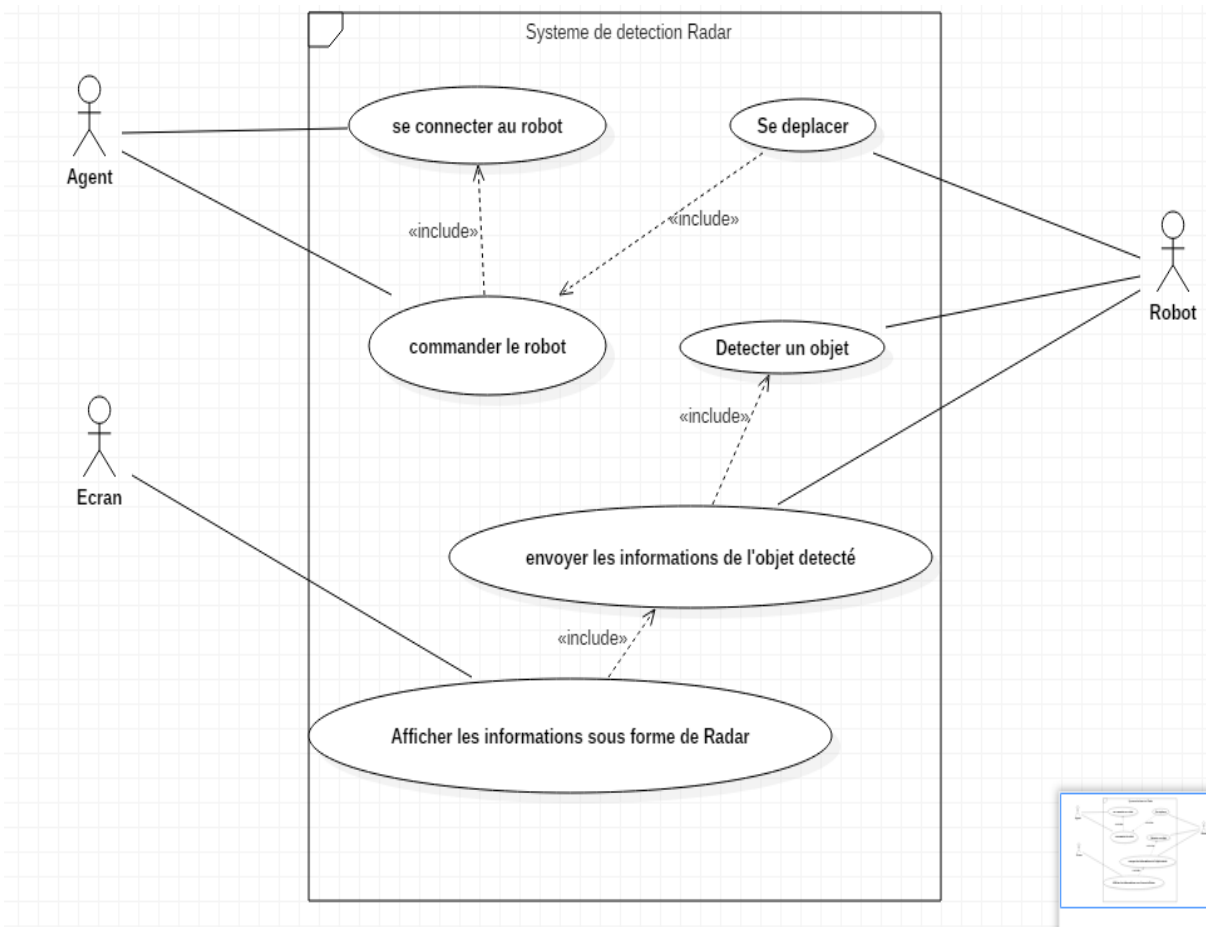 Systeme de detection Radar
se connecter au robot
Se deplacer
Agent
«include»
«include»
Robot
commander le robot
Detecter un objet
«include»
Ecran
envoyer les informations de l'objet detecté
«include»
Afficher les informations sous forme de Radar